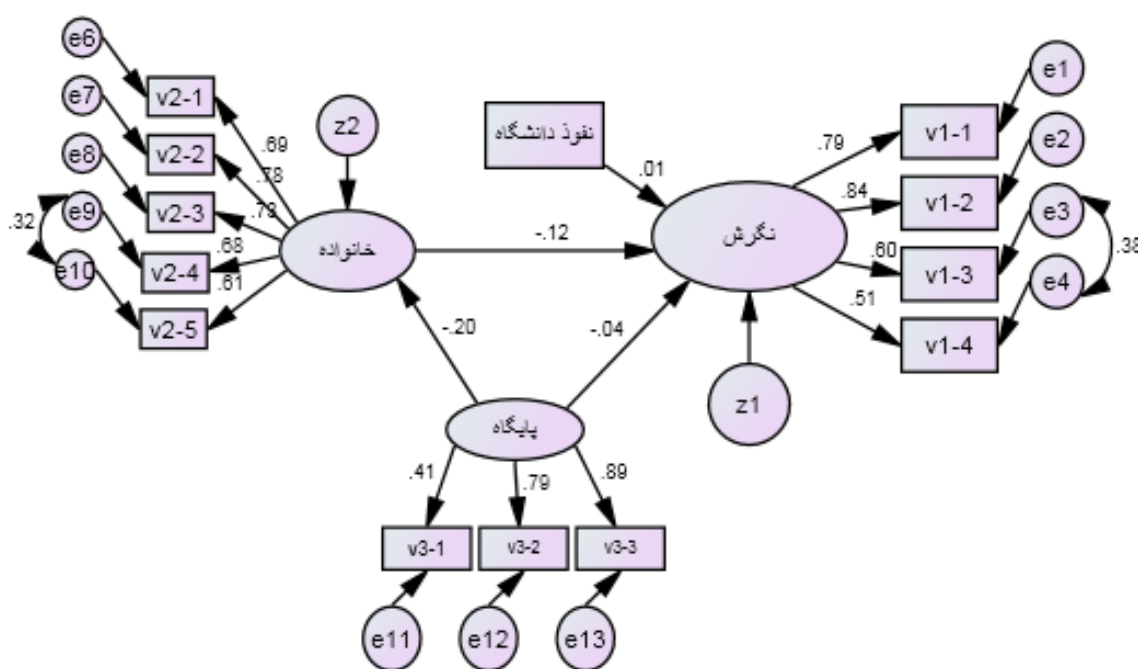 e6
e7
e8
e9
e10
v2-1
v2-2
v2-3
v2-4
v2-5
.32
.69
.78
.73
.68
.61
z2
خانواده
نفوذ دانشگاه
.01
-.12
نگرش
.79
.84
.60
.51
v1-1
v1-2
v1-3
v1-4
e1
e2
e3
e4
.38
z1
-.20
-.04
پایگاه
.41
.79
.89
v3-1
v3-2
v3-3
e11
e12
e13